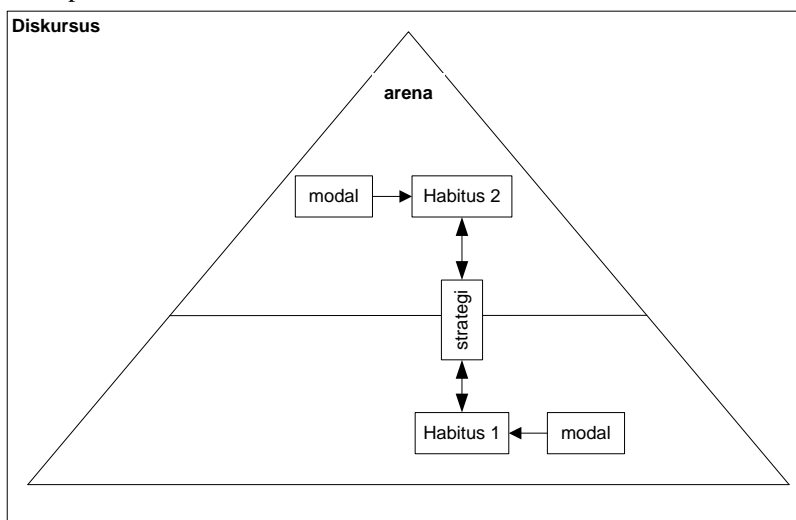 Diskursus
arena
modal
Habitus 2
strategi
Habitus 1
modal